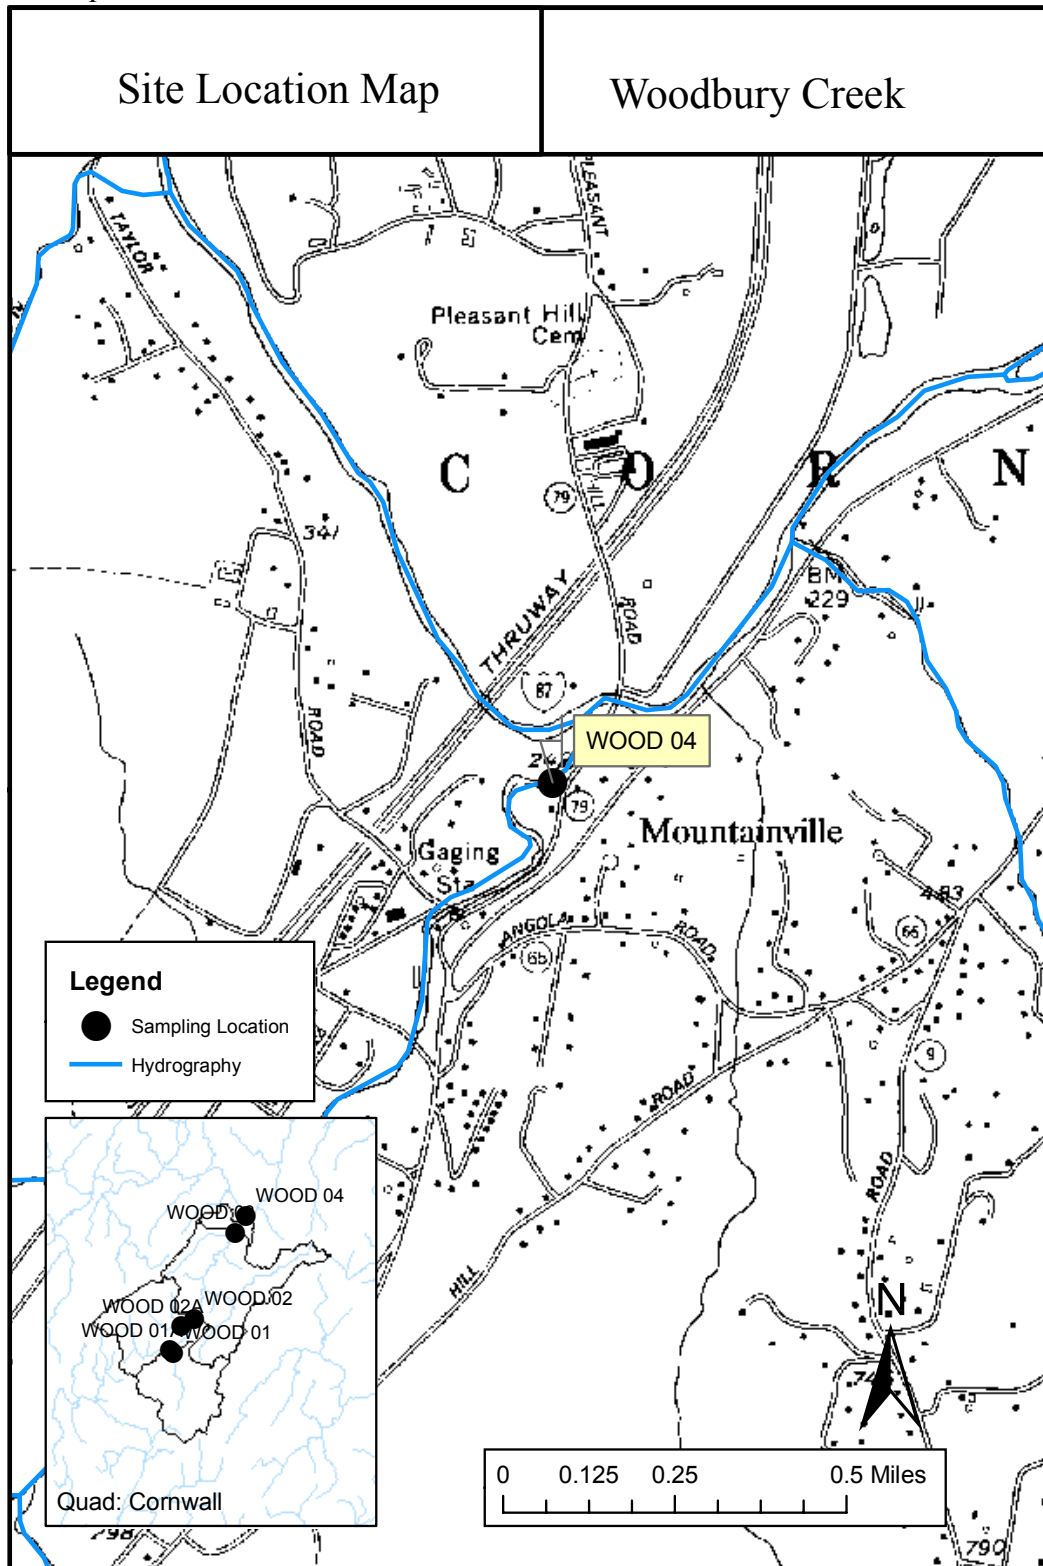 Site Location Map
Woodbury Creek
PLEASANT
TAYLOR
Pleasant Hill
Cem
C O R N
79
HILL
341
BM
229
THRUWAY
ROAD
87
ROAD
WOOD 04
79
Mountainville
Gaging
Sta
483
ANGOLA
ROAD
66
65
9
Legend
Sampling Location
Hydrography
ROAD
ROAD
HILL
WOOD 04
WOOD 02A
WOOD 02
WOOD 01
Quad: Cornwall
N
0 0.125 0.25 0.5 Miles
798
790